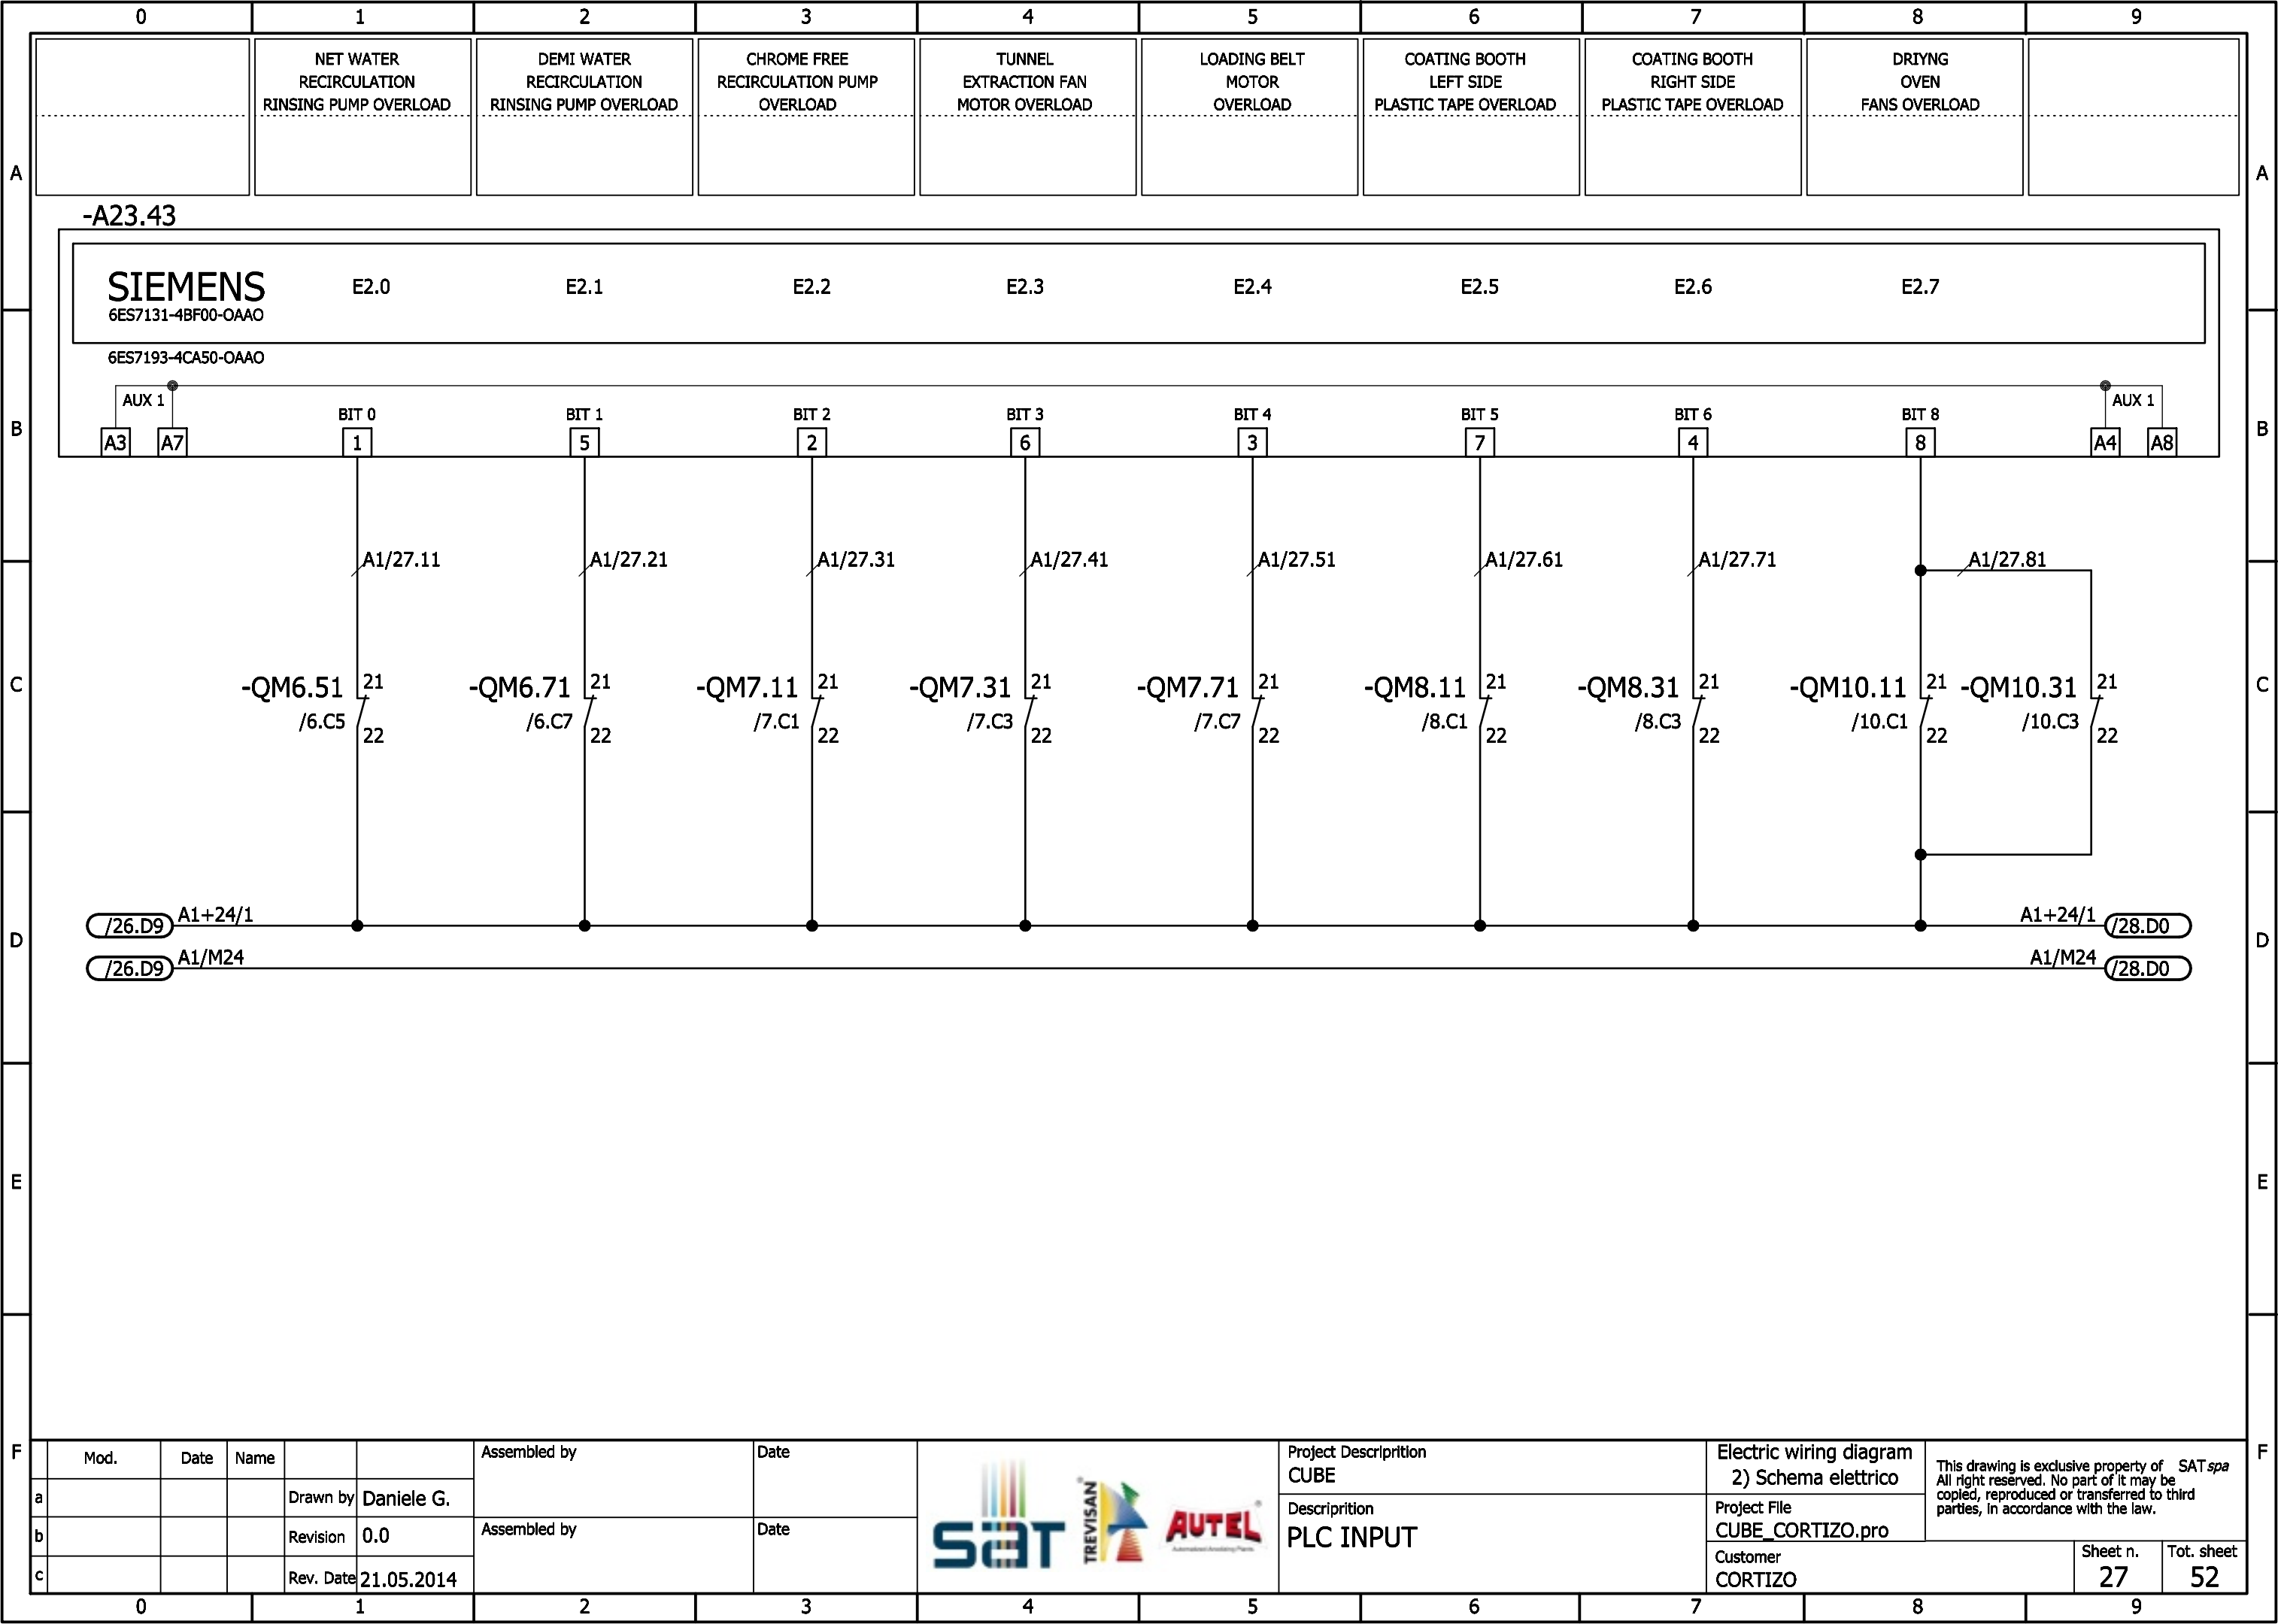 0 1 2 3 4 5 6 7 8 9
NET WATER
RECIRCULATION
RINSING PUMP OVERLOAD
DEMI WATER
RECIRCULATION
RINSING PUMP OVERLOAD
CHROME FREE
RECIRCULATION PUMP
OVERLOAD
TUNNEL
EXTRACTION FAN
MOTOR OVERLOAD
LOADING BELT
MOTOR
OVERLOAD
COATING BOOTH
LEFT SIDE
PLASTIC TAPE OVERLOAD
COATING BOOTH
RIGHT SIDE
PLASTIC TAPE OVERLOAD
DRIYNG
OVEN
FANS OVERLOAD
A A
-A23.43
SIEMENS E2.0 E2.1 E2.2 E2.3 E2.4 E2.5 E2.6 E2.7
6ES7131-4BF00-OAAO
6ES7193-4CA50-OAAO
AUX 1 AUX 1
BIT 0 BIT 1 BIT 2 BIT 3 BIT 4 BIT 5 BIT 6 BIT 8
B B
A3 A7 1 5 2 6 3 7 4 8 A4 A8
A1/27.11 A1/27.21 A1/27.31 A1/27.41 A1/27.51 A1/27.61 A1/27.71 A1/27.81
C C
-QM6.51 21 -QM6.71 21 -QM7.11 21 -QM7.31 21 -QM7.71 21 -QM8.11 21 -QM8.31 21 -QM10.11 21 -QM10.31 21
/6.C5 22 /6.C7 22 /7.C1 22 /7.C3 22 /7.C7 22 /8.C1 22 /8.C3 22 /10.C1 22 /10.C3 22
D D
/26.D9 A1+24/1 A1+24/1 /28.D0
/26.D9 A1/M24 A1/M24 /28.D0
E E
F F
Mod. Date Name
a Drawn by Daniele G.
b Revision 0.0
c Rev. Date 21.05.2014
Assembled by Date
Assembled by Date
sat
TREVISAN
AUTEL
Project Descriprition
CUBE
Descriprition
PLC INPUT
Electric wiring diagram
2) Schema elettrico
Project File
CUBE_CORTIZO.pro
Customer
CORTIZO
This drawing is exclusive property of SAT spa
All right reserved. No part of it may be
copied, reproduced or transferred to third
parties, in accordance with the law.
Sheet n.
27
Tot. sheet
52
0 1 2 3 4 5 6 7 8 9